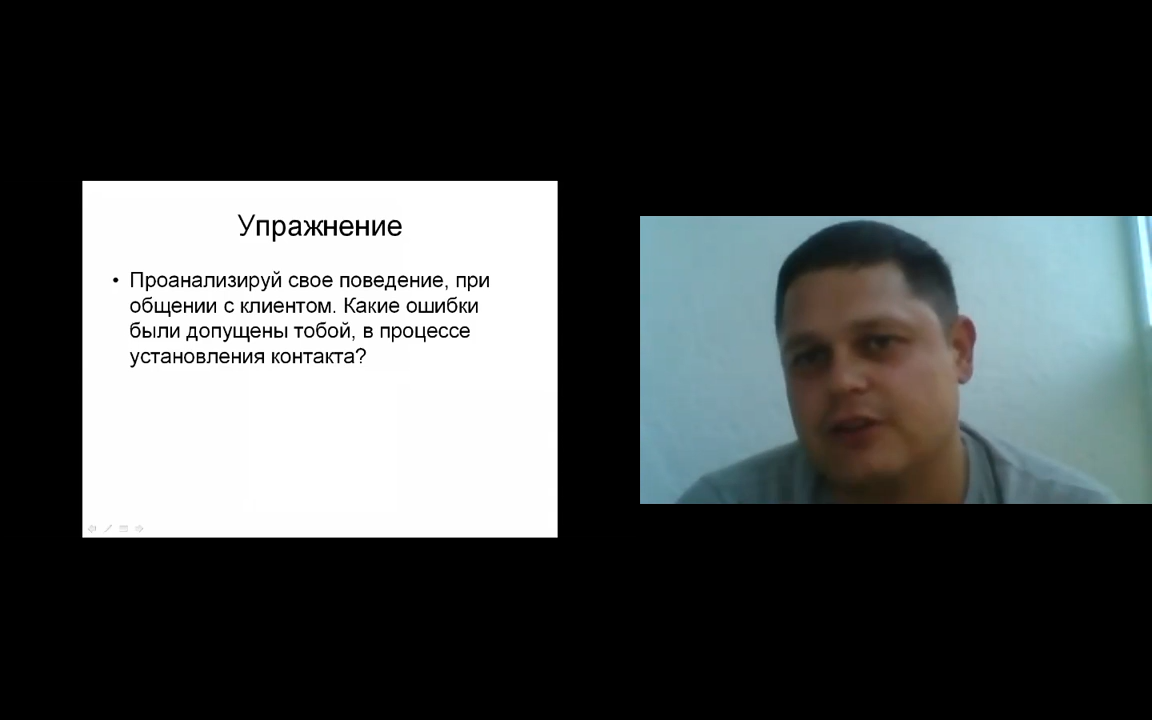 Упражнение
• Проанализируй свое поведение, при
общении с клиентом. Какие ошибки
были допущены тобой, в процессе
установления контакта?